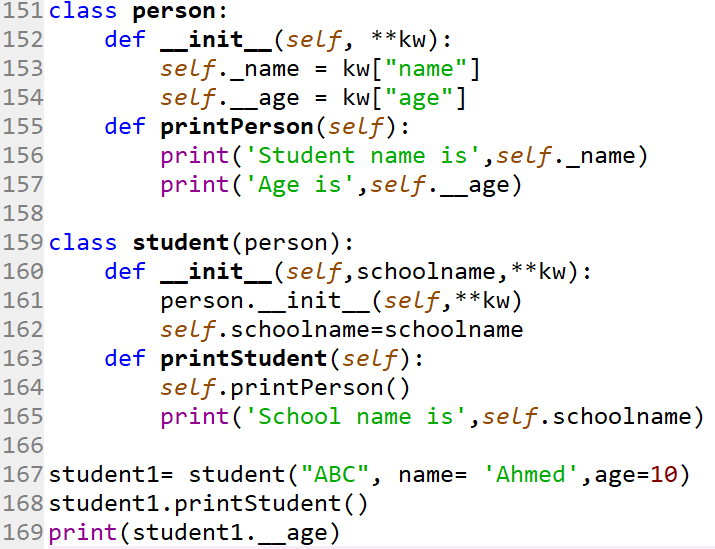 151 class person:
152     def __init__(self, **kw):
153         self._name = kw["name"]
154         self.__age = kw["age"]
155     def printPerson(self):
156         print('Student name is',self._name)
157         print('Age is',self.__age)
158
159 class student(person):
160     def __init__(self,schoolname,**kw):
161         person.__init__(self,**kw)
162         self.schoolname=schoolname
163     def printStudent(self):
164         self.printPerson()
165         print('School name is',self.schoolname)
166
167 student1= student("ABC", name= 'Ahmed',age=10)
168 student1.printStudent()
169 print(student1.__age)